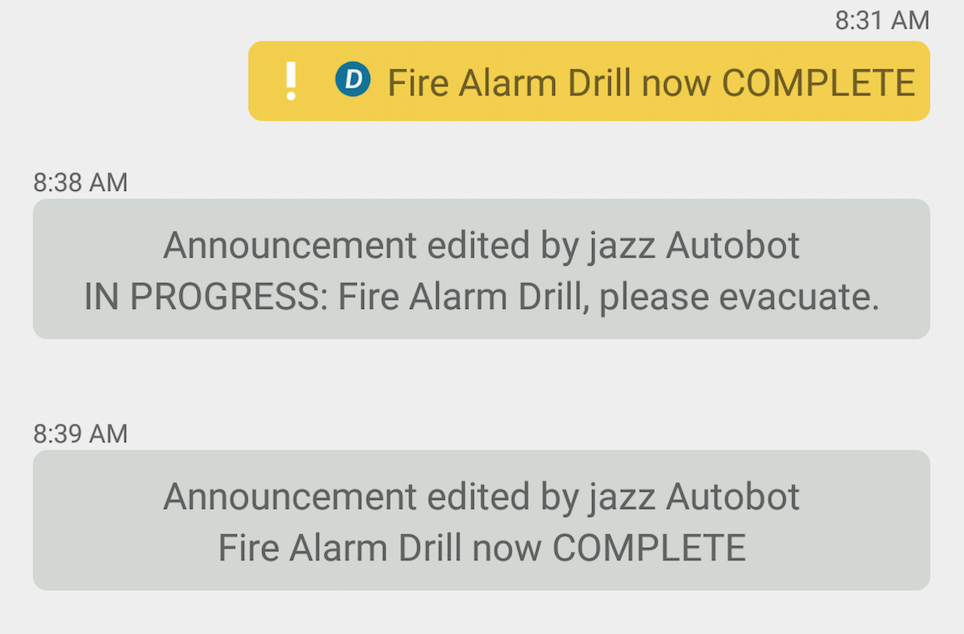 8:31 AM
! D Fire Alarm Drill now COMPLETE
8:38 AM
Announcement edited by jazz Autobot
IN PROGRESS: Fire Alarm Drill, please evacuate.
8:39 AM
Announcement edited by jazz Autobot
Fire Alarm Drill now COMPLETE